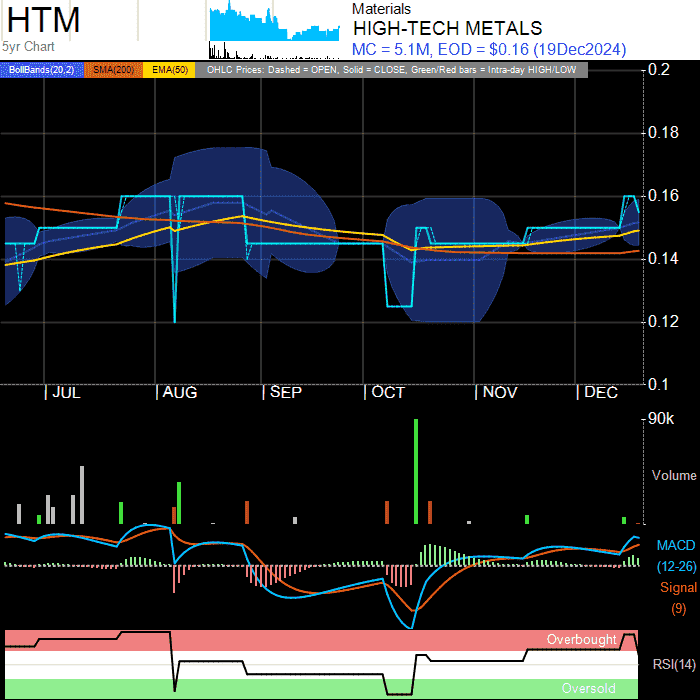 HTM
5yr Chart
Materials
HIGH-TECH METALS
MC = 5.1M, EOD = $0.16 (19Dec2024)
BollBands(20,2) SMA(200) EMA(50) OHLC Prices: Dashed = OPEN, Solid = CLOSE, Green/Red bars = Intra-day HIGH/LOW
0.2
0.18
0.16
0.14
0.12
0.1
| JUL | AUG | SEP | OCT | NOV | DEC
90k
Volume
MACD
(12-26)
Signal
(9)
Overbought
RSI(14)
Oversold